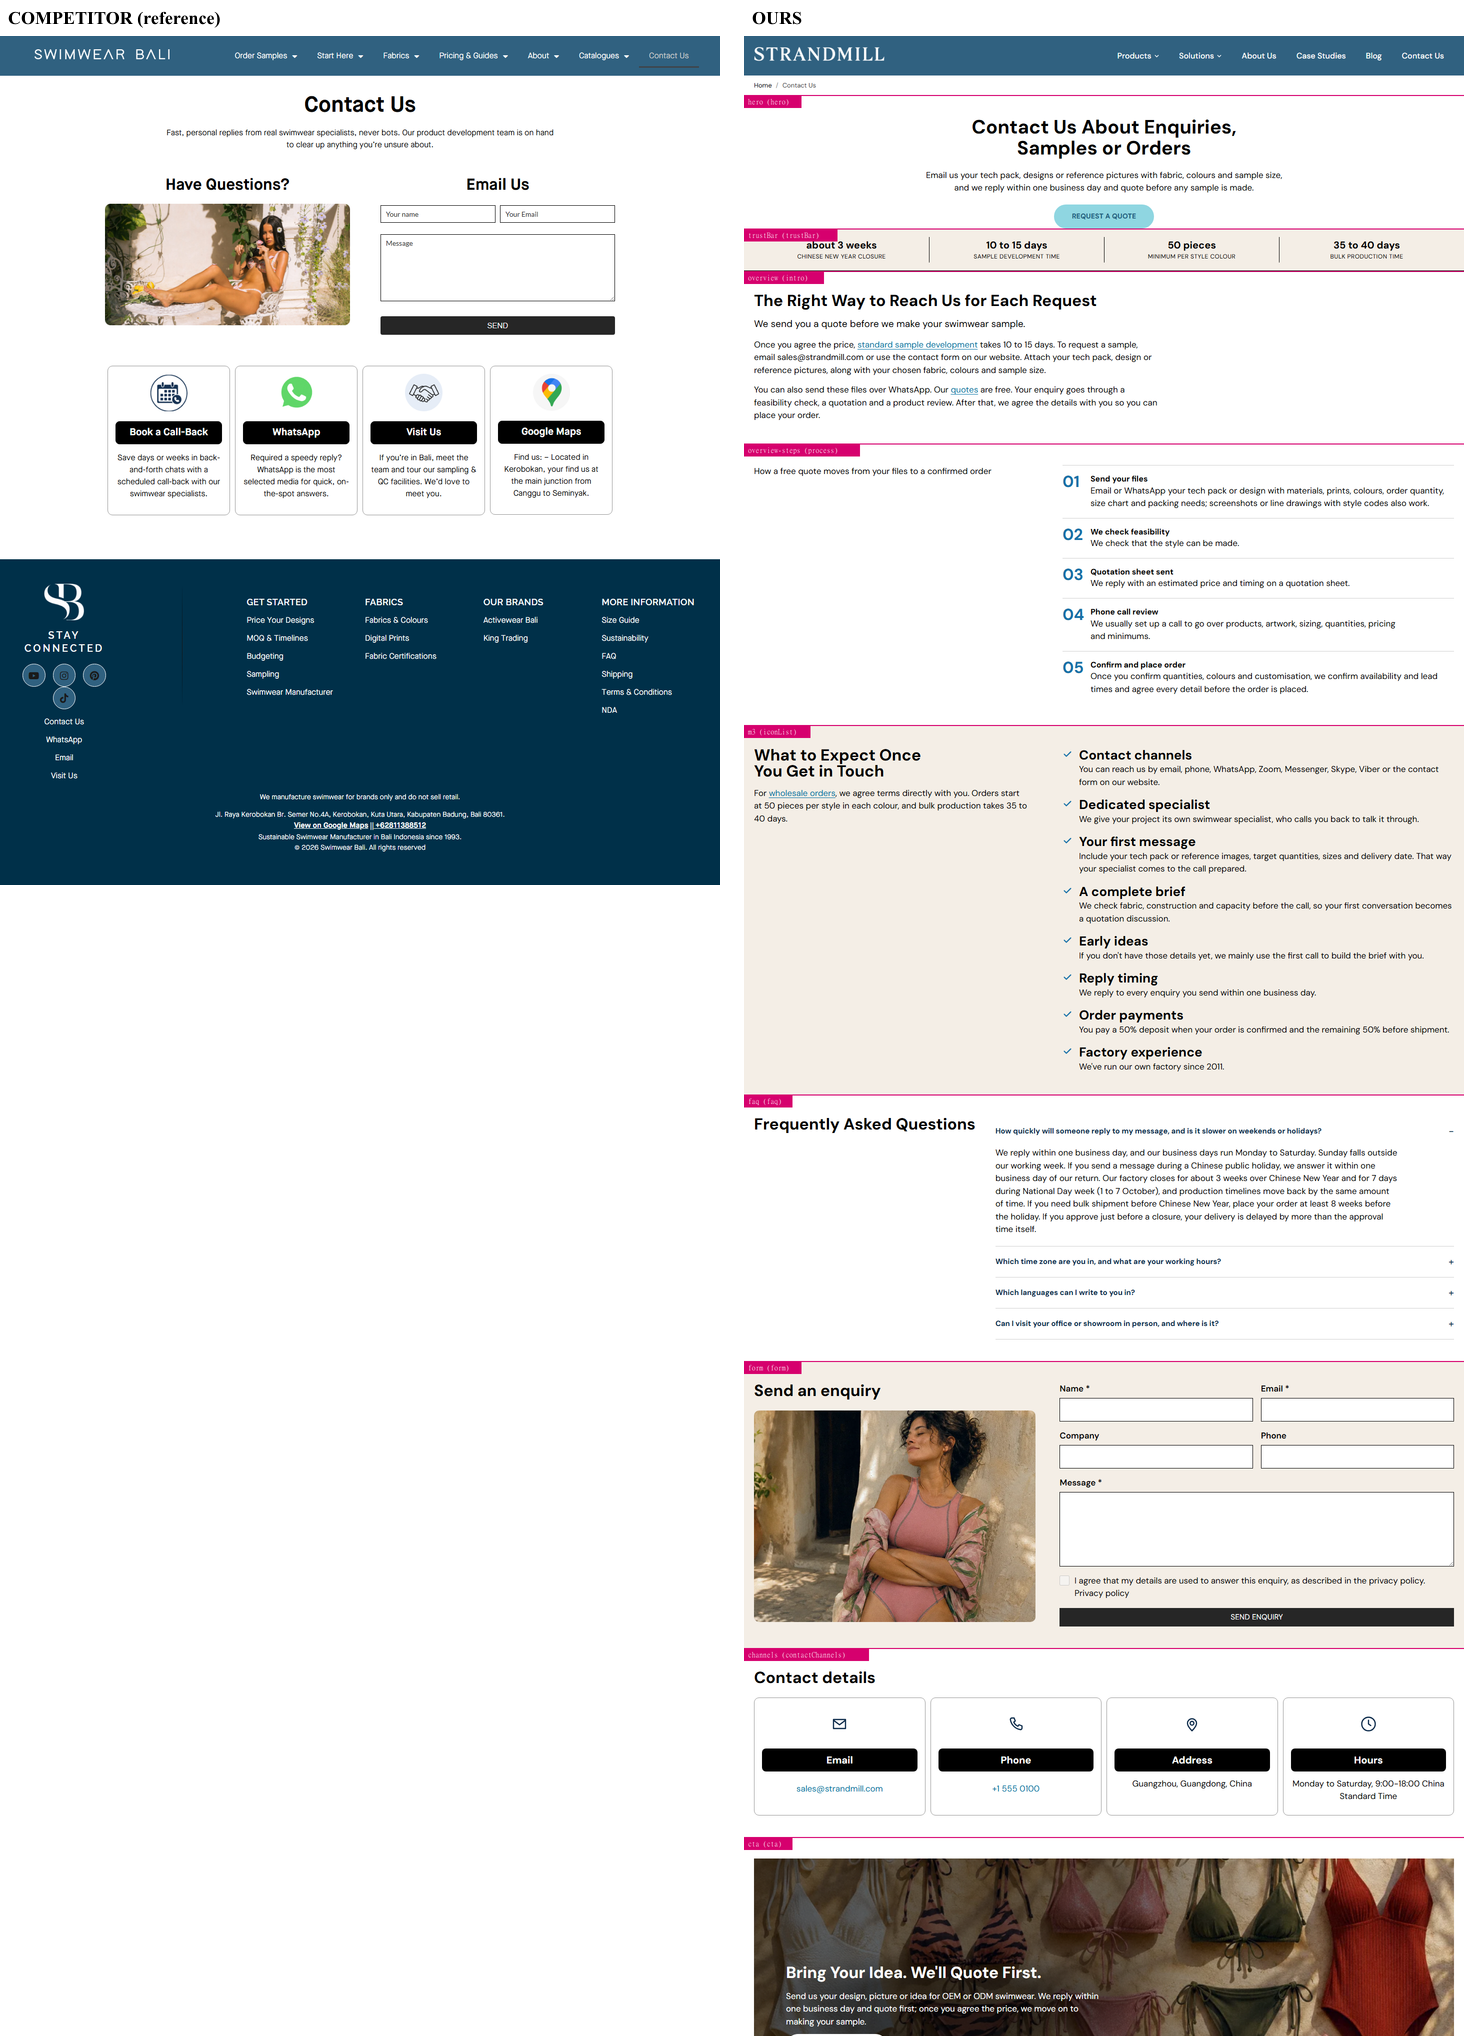 COMPETITOR (reference)
SWIMWEAR BALI
Order Samples
Start Here
Fabrics
Pricing & Guides
About
Catalogues
Contact Us
Contact Us
Fast, personal replies from real swimwear specialists, never bots. Our product development team is on hand
to clear up anything you're unsure about.
Have Questions?
Email Us
Your name
Your Email
Message
SEND
Book a Call-Back
Save days or weeks in back-
and-forth chats with a
scheduled call-back with our
swimwear specialists.
WhatsApp
Required a speedy reply?
WhatsApp is the most
selected media for quick, on-
the-spot answers.
Visit Us
If you're in Bali, meet the
team and tour our sampling &
QC facilities. We'd love to
meet you.
Google Maps
Find us: – Located in
Kerobokan, your find us at
the main junction from
Canggu to Seminyak.
STAY
CONNECTED
Contact Us
WhatsApp
Email
Visit Us
GET STARTED
Price Your Designs
MOQ & Timelines
Budgeting
Sampling
Swimwear Manufacturer
FABRICS
Fabrics & Colours
Digital Prints
Fabric Certifications
OUR BRANDS
Activewear Bali
King Trading
MORE INFORMATION
Size Guide
Sustainability
FAQ
Shipping
Terms & Conditions
NDA
We manufacture swimwear for brands only and do not sell retail.
Jl. Raya Kerobokan Br. Semer No.4A, Kerobokan, Kuta Utara, Kabupaten Badung, Bali 80361.
View on Google Maps || +62811388512
Sustainable Swimwear Manufacturer in Bali Indonesia since 1993.
© 2026 Swimwear Bali. All rights reserved
OURS
STRANDMILL
Products
Solutions
About Us
Case Studies
Blog
Contact Us
Home / Contact Us
hero (hero)
Contact Us About Enquiries,
Samples or Orders
Email us your tech pack, designs or reference pictures with fabric, colours and sample size,
and we reply within one business day and quote before any sample is made.
REQUEST A QUOTE
trustBar (trustBar)
about 3 weeks
CHINESE NEW YEAR CLOSURE
10 to 15 days
SAMPLE DEVELOPMENT TIME
50 pieces
MINIMUM PER STYLE COLOUR
35 to 40 days
BULK PRODUCTION TIME
overview (intro)
The Right Way to Reach Us for Each Request
We send you a quote before we make your swimwear sample.
Once you agree the price, standard sample development takes 10 to 15 days. To request a sample,
email sales@strandmill.com or use the contact form on our website. Attach your tech pack, design or
reference pictures, along with your chosen fabric, colours and sample size.
You can also send these files over WhatsApp. Our quotes are free. Your enquiry goes through a
feasibility check, a quotation and a product review. After that, we agree the details with you so you can
place your order.
overview-steps (process)
How a free quote moves from your files to a confirmed order
01
Send your files
Email or WhatsApp your tech pack or design with materials, prints, colours, order quantity,
size chart and packing needs; screenshots or line drawings with style codes also work.
02
We check feasibility
We check that the style can be made.
03
Quotation sheet sent
We reply with an estimated price and timing on a quotation sheet.
04
Phone call review
We usually set up a call to go over products, artwork, sizing, quantities, pricing
and minimums.
05
Confirm and place order
Once you confirm quantities, colours and customisation, we confirm availability and lead
times and agree every detail before the order is placed.
m3 (iconList)
What to Expect Once
You Get in Touch
For wholesale orders, we agree terms directly with you. Orders start
at 50 pieces per style in each colour, and bulk production takes 35 to
40 days.
Contact channels
You can reach us by email, phone, WhatsApp, Zoom, Messenger, Skype, Viber or the contact
form on our website.
Dedicated specialist
We give your project its own swimwear specialist, who calls you back to talk it through.
Your first message
Include your tech pack or reference images, target quantities, sizes and delivery date. That way
your specialist comes to the call prepared.
A complete brief
We check fabric, construction and capacity before the call, so your first conversation becomes
a quotation discussion.
Early ideas
If you don't have those details yet, we mainly use the first call to build the brief with you.
Reply timing
We reply to every enquiry you send within one business day.
Order payments
You pay a 50% deposit when your order is confirmed and the remaining 50% before shipment.
Factory experience
We've run our own factory since 2011.
faq (faq)
Frequently Asked Questions
How quickly will someone reply to my message, and is it slower on weekends or holidays?
We reply within one business day, and our business days run Monday to Saturday. Sunday falls outside
our working week. If you send a message during a Chinese public holiday, we answer it within one
business day of our return. Our factory closes for about 3 weeks over Chinese New Year and for 7 days
during National Day week (1 to 7 October), and production timelines move back by the same amount
of time. If you need bulk shipment before Chinese New Year, place your order at least 8 weeks before
the holiday. If you approve just before a closure, your delivery is delayed by more than the approval
time itself.
Which time zone are you in, and what are your working hours?
Which languages can I write to you in?
Can I visit your office or showroom in person, and where is it?
form (form)
Send an enquiry
Name *
Email *
Company
Phone
Message *
I agree that my details are used to answer this enquiry, as described in the privacy policy.
Privacy policy
SEND ENQUIRY
channels (contactChannels)
Contact details
Email
sales@strandmill.com
Phone
+1 555 0100
Address
Guangzhou, Guangdong, China
Hours
Monday to Saturday, 9:00-18:00 China
Standard Time
cta (cta)
Bring Your Idea. We'll Quote First.
Send us your design, picture or idea for OEM or ODM swimwear. We reply within
one business day and quote first; once you agree the price, we move on to
making your sample.